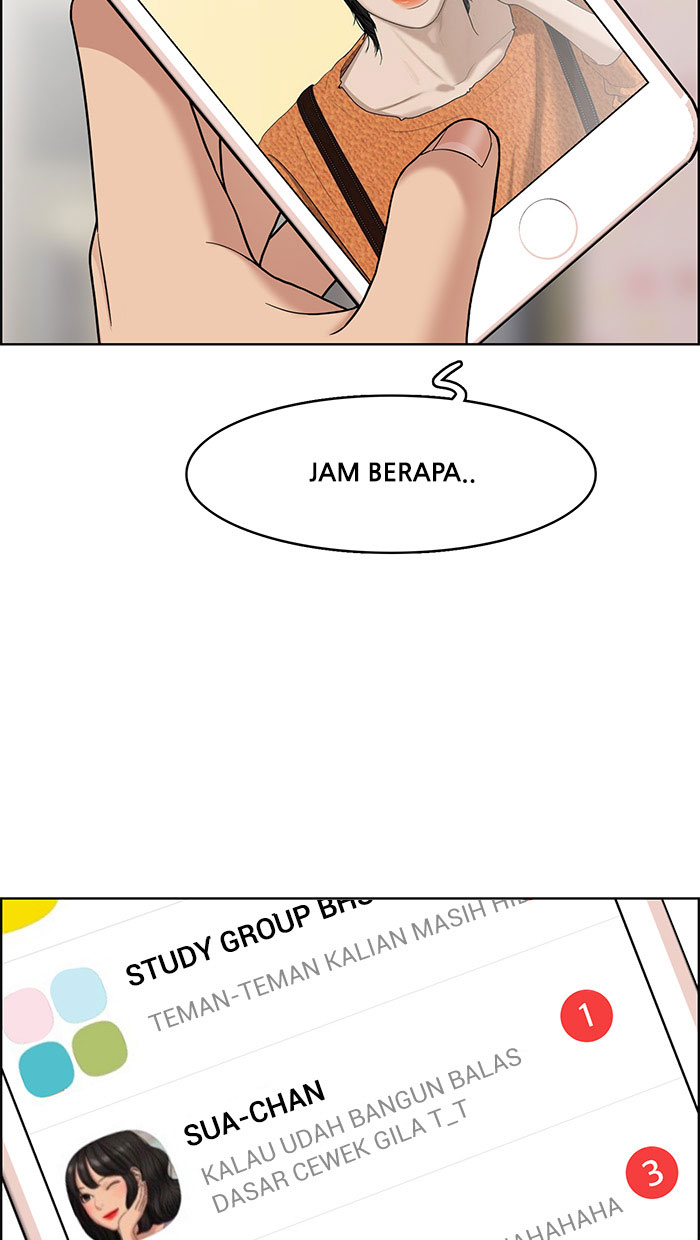 JAM BERAPA..
STUDY GROUP
TEMAN-TEMAN KALIAN MASIH
1
SUA-CHAN
KALAU UDAH BANGUN BALAS
DASAR CEWEK GILA T_T
3
AHAHAHA